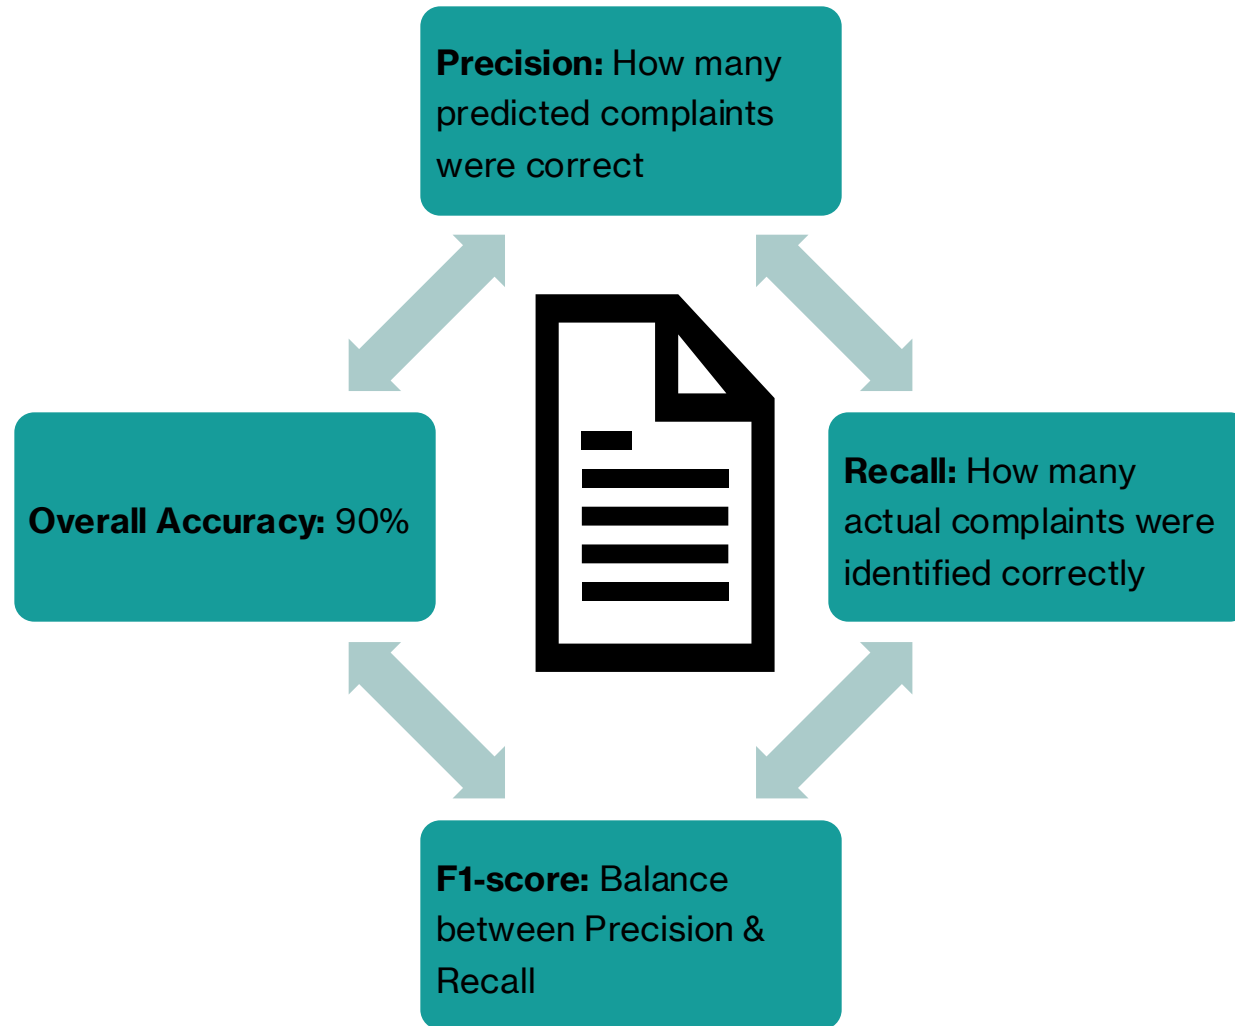 Precision: How many
predicted complaints
were correct
Overall Accuracy: 90%
Recall: How many
actual complaints were
identified correctly
F1-score: Balance
between Precision &
Recall